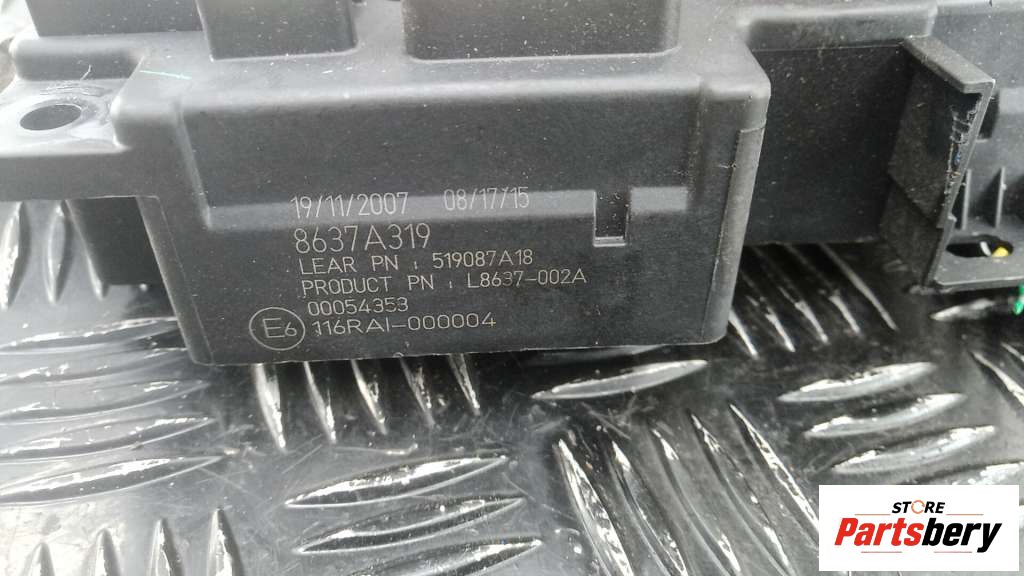 19/11/2007 08/17/15
8637A319
LEAR PN : 519087A18
PRODUCT PN : L8637-002A
00054353
E6 116RAI-000004
STORE
Partsbery